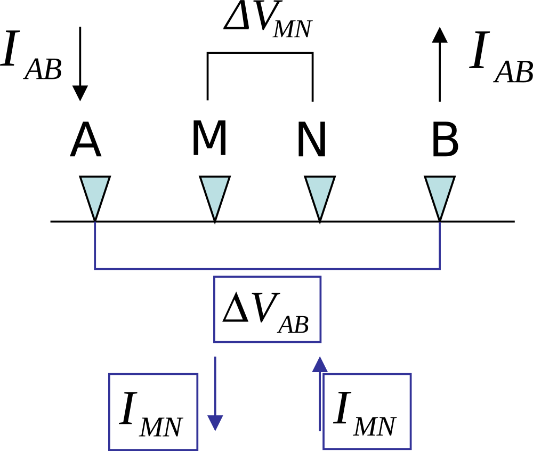 ΔV_MN
I_AB I_AB
A M N B
ΔV_AB
I_MN I_MN